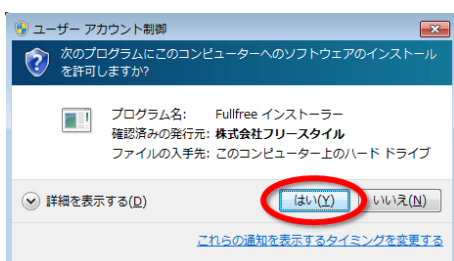 ユーザー アカウント制御
次のプログラムにこのコンピューターへのソフトウェアのインストール
を許可しますか?
プログラム名: Fullfree インストーラー
確認済みの発行元: 株式会社フリースタイル
ファイルの入手先: このコンピューター上のハード ドライブ
詳細を表示する(D)
はい(Y)
いいえ(N)
これらの通知を表示するタイミングを変更する